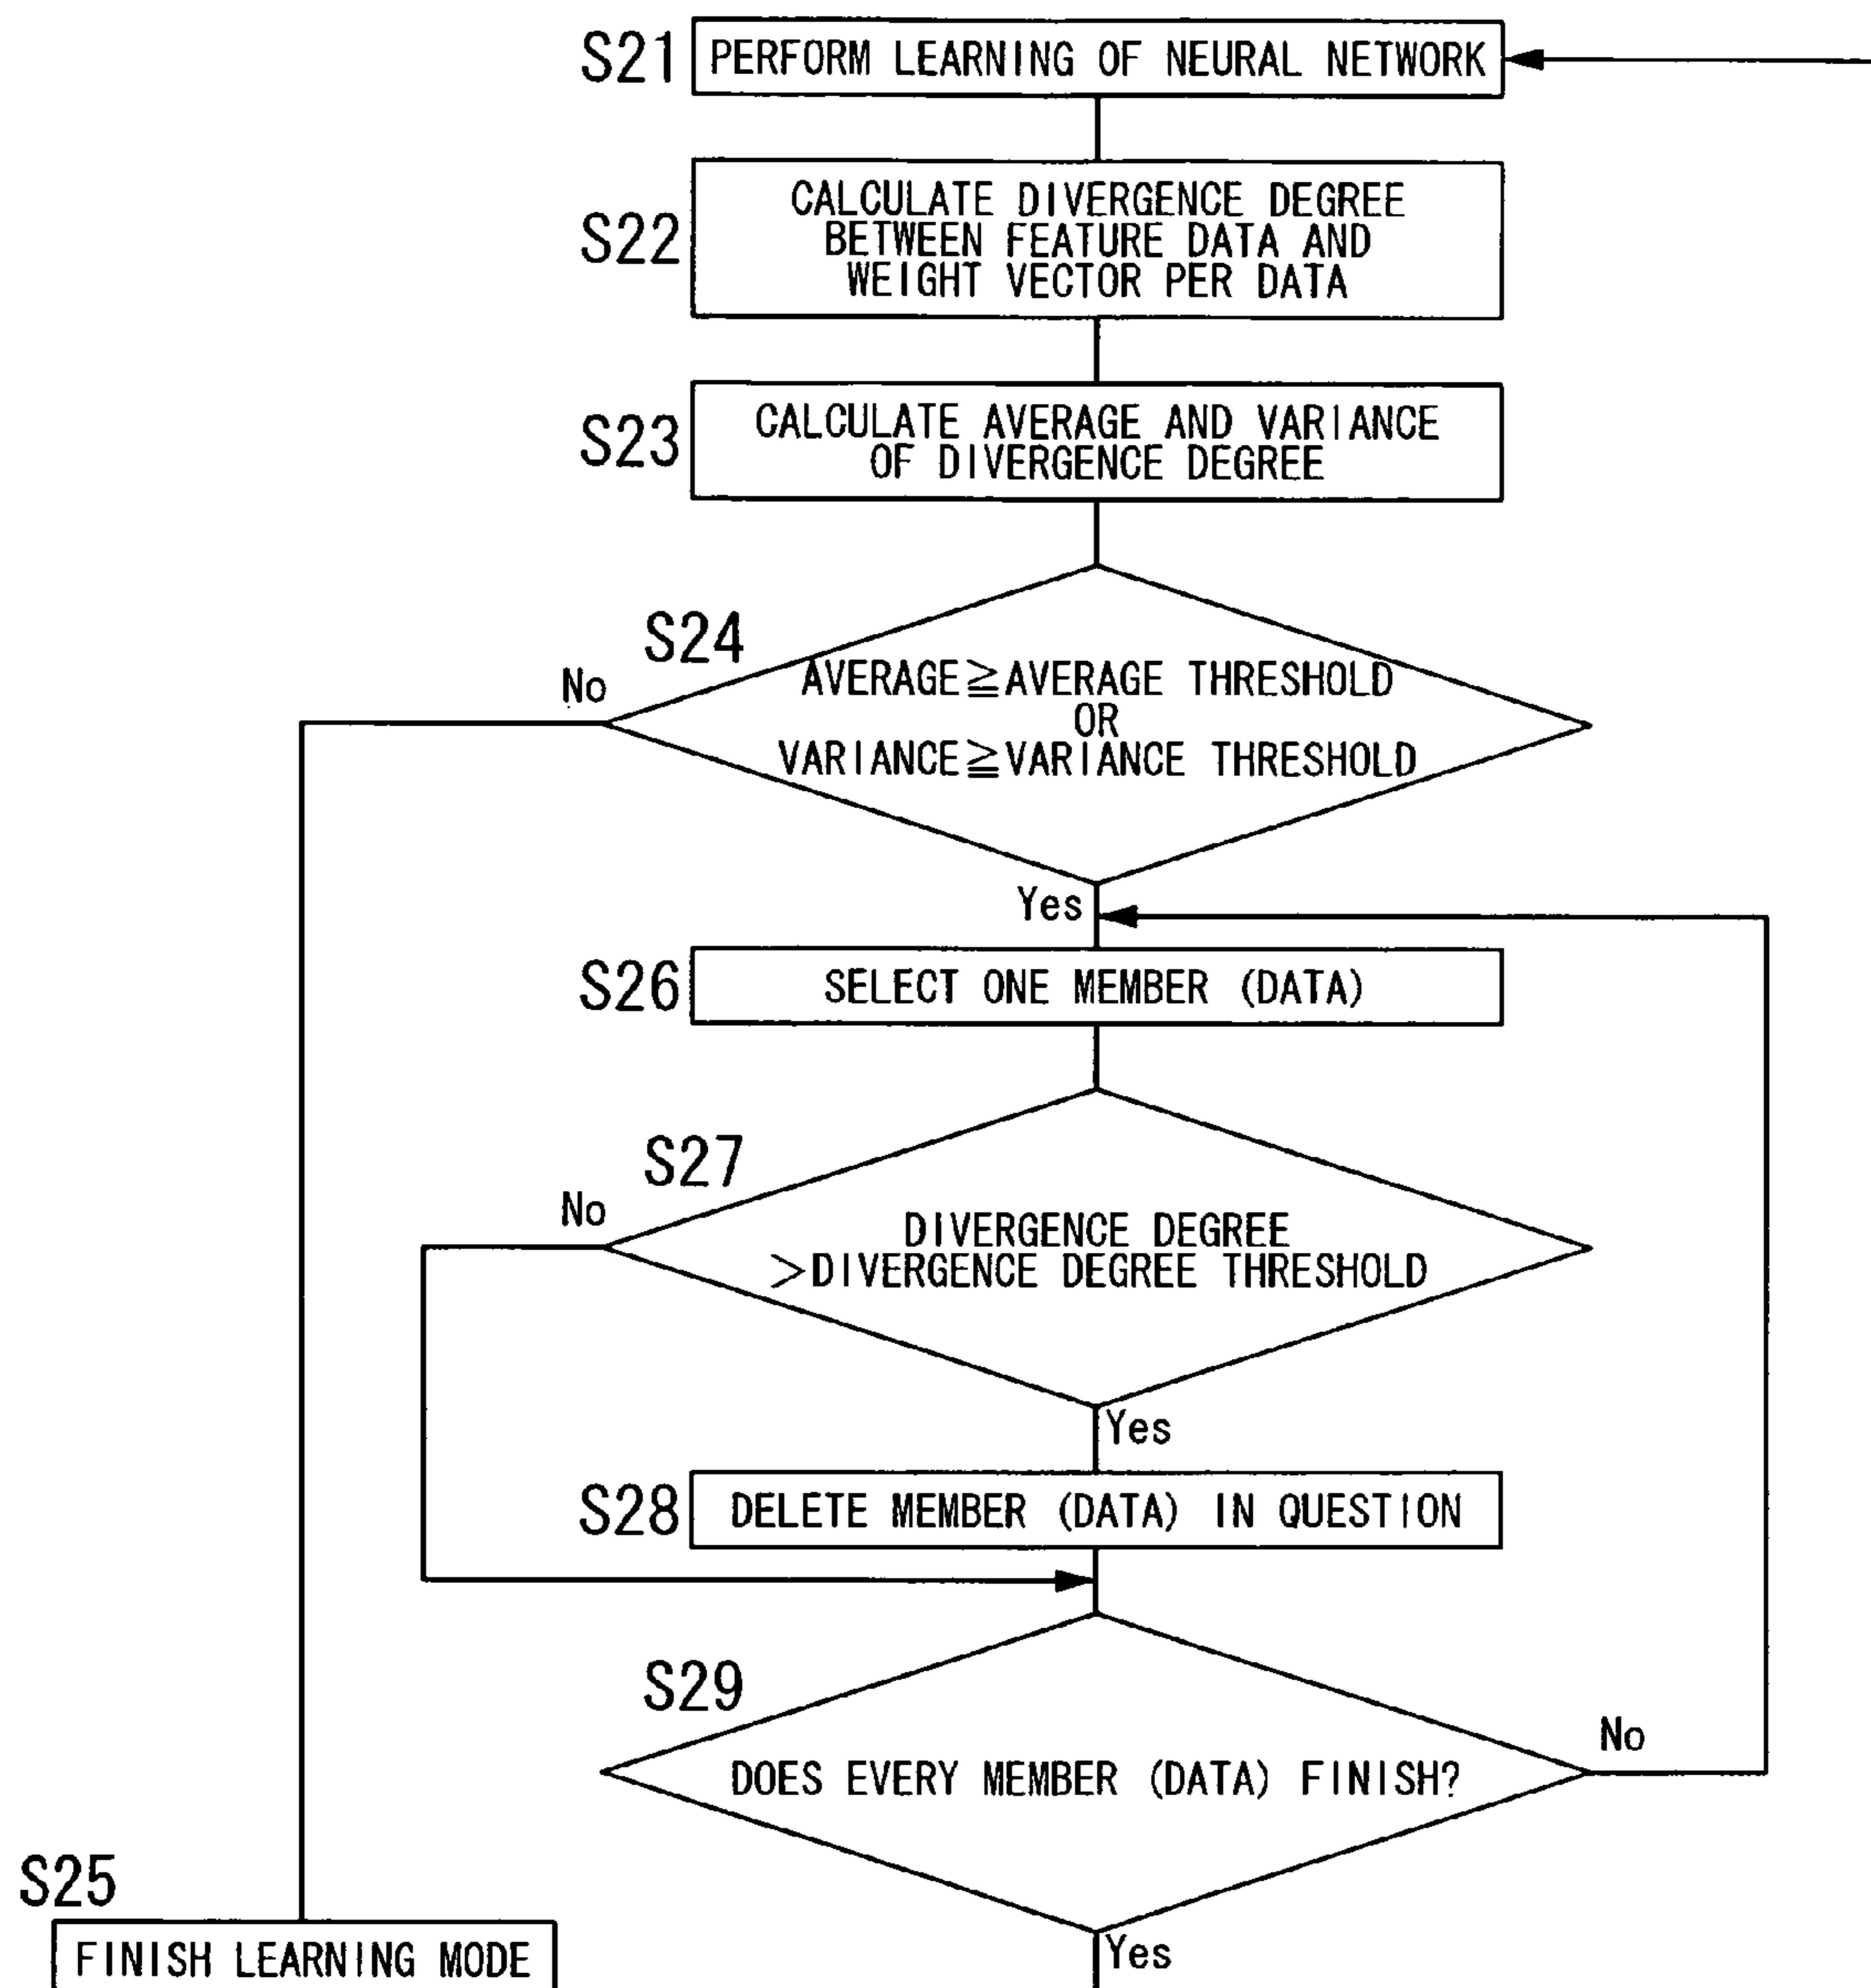 S21
PERFORM LEARNING OF NEURAL NETWORK
S22
CALCULATE DIVERGENCE DEGREE
BETWEEN FEATURE DATA AND
WEIGHT VECTOR PER DATA
S23
CALCULATE AVERAGE AND VARIANCE
OF DIVERGENCE DEGREE
S24
No
AVERAGE≧AVERAGE THRESHOLD
OR
VARIANCE≧VARIANCE THRESHOLD
Yes
S26
SELECT ONE MEMBER (DATA)
S27
No
DIVERGENCE DEGREE
>DIVERGENCE DEGREE THRESHOLD
Yes
S28
DELETE MEMBER (DATA) IN QUESTION
S29
No
DOES EVERY MEMBER (DATA) FINISH?
S25
FINISH LEARNING MODE
Yes